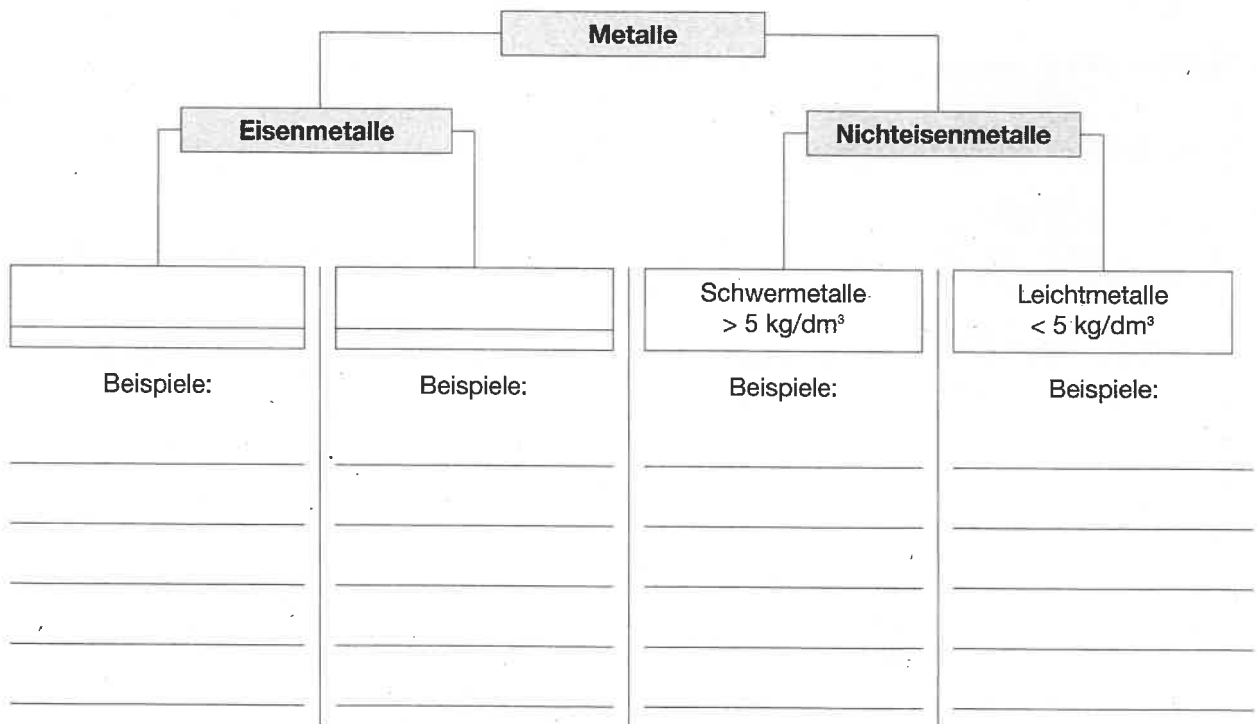 Metalle
Eisenmetalle
Nichteisenmetalle
Schwermetalle
> 5 kg/dm³
Leichtmetalle
< 5 kg/dm³
Beispiele:
Beispiele:
Beispiele:
Beispiele: